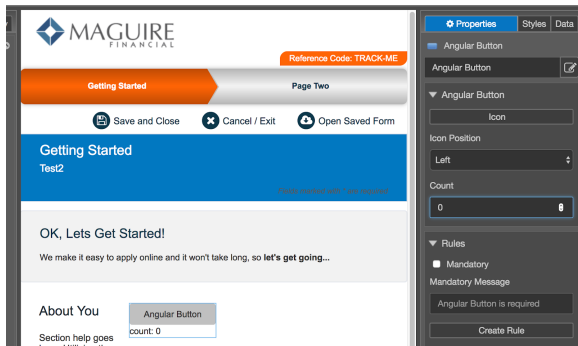 MAGUIRE
FINANCIAL
Reference Code: TRACK-ME
Getting Started
Page Two
Save and Close
Cancel / Exit
Open Saved Form
Getting Started
Test2
OK, Lets Get Started!
We make it easy to apply online and it won't take long, so let's get going...
About You
Section help goes
Angular Button
count: 0
Properties
Styles
Data
Angular Button
Angular Button
Angular Button
Icon
Icon Position
Left
Count
0
Rules
Mandatory
Mandatory Message
Angular Button is required
Create Rule